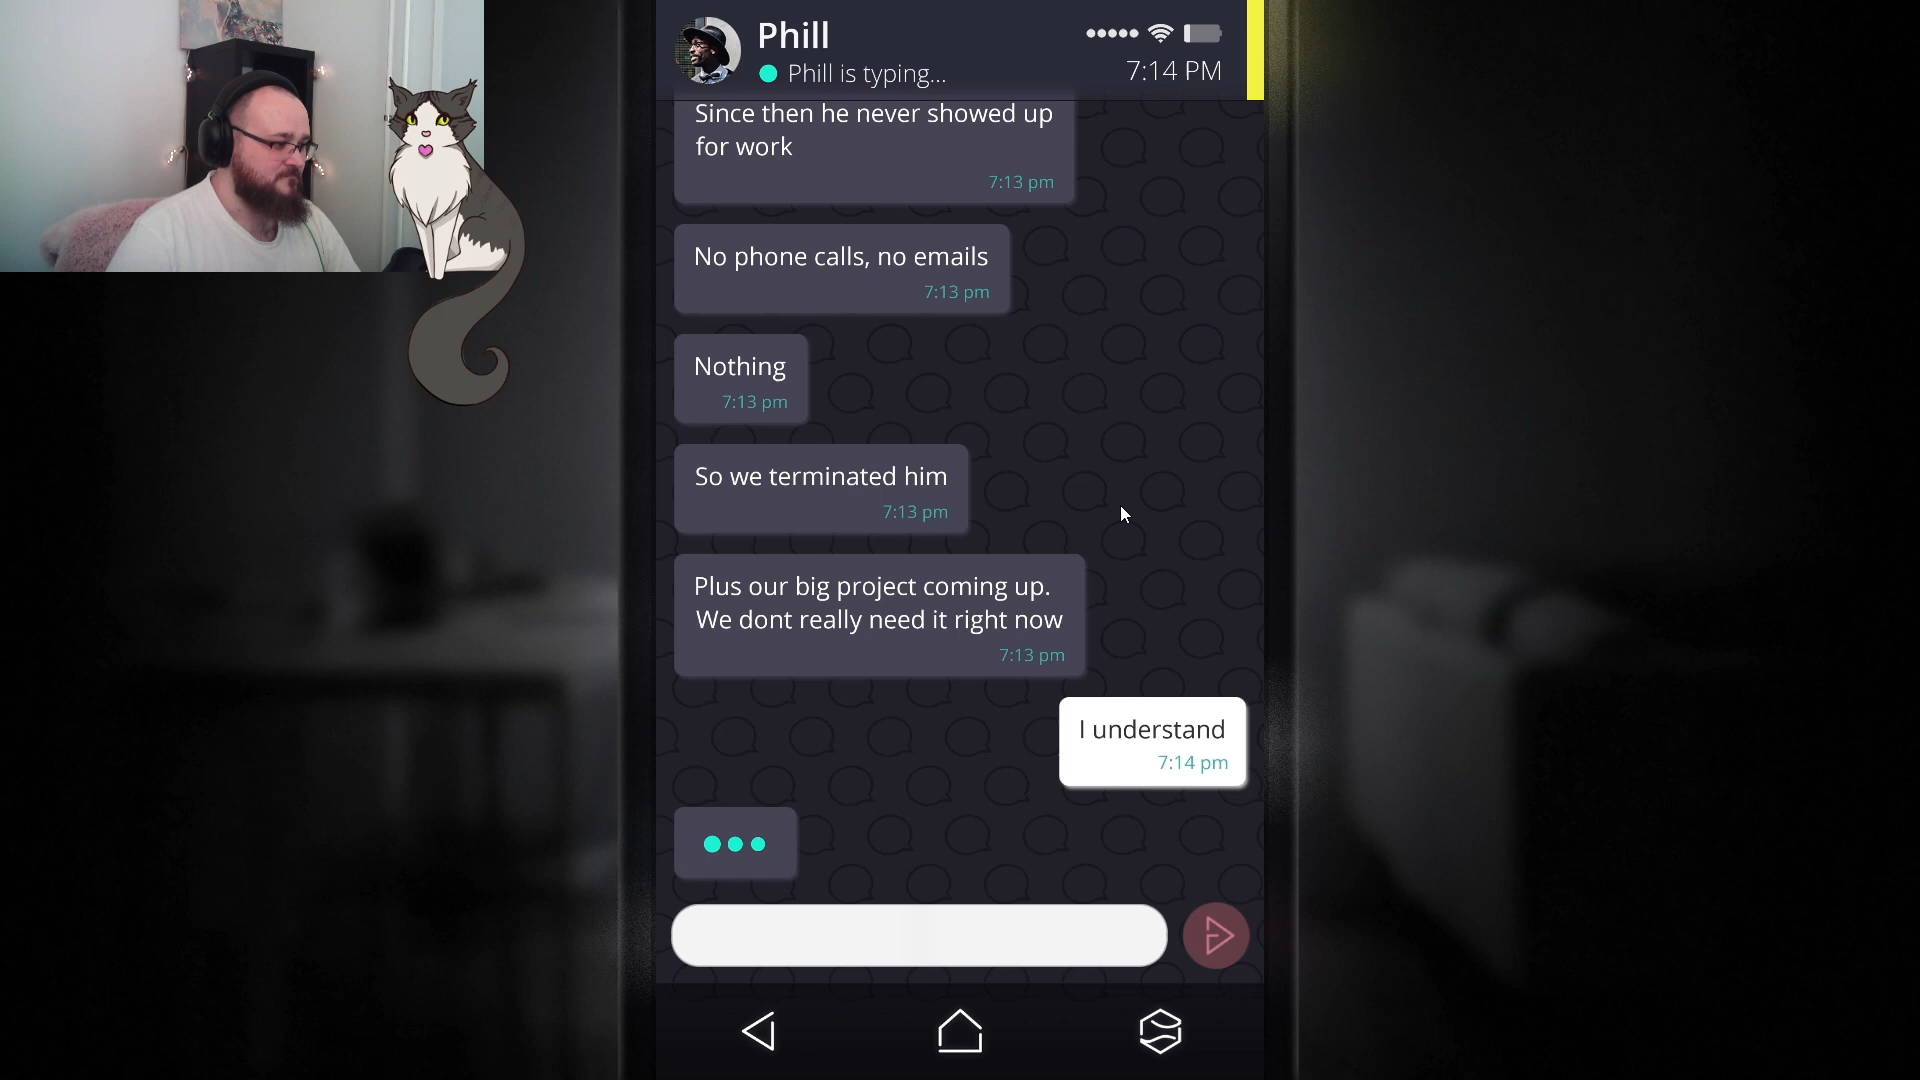 Phill
Phill is typing...
7:14 PM
Since then he never showed up
for work
7:13 pm
No phone calls, no emails
7:13 pm
Nothing
7:13 pm
So we terminated him
7:13 pm
Plus our big project coming up.
We dont really need it right now
7:13 pm
I understand
7:14 pm